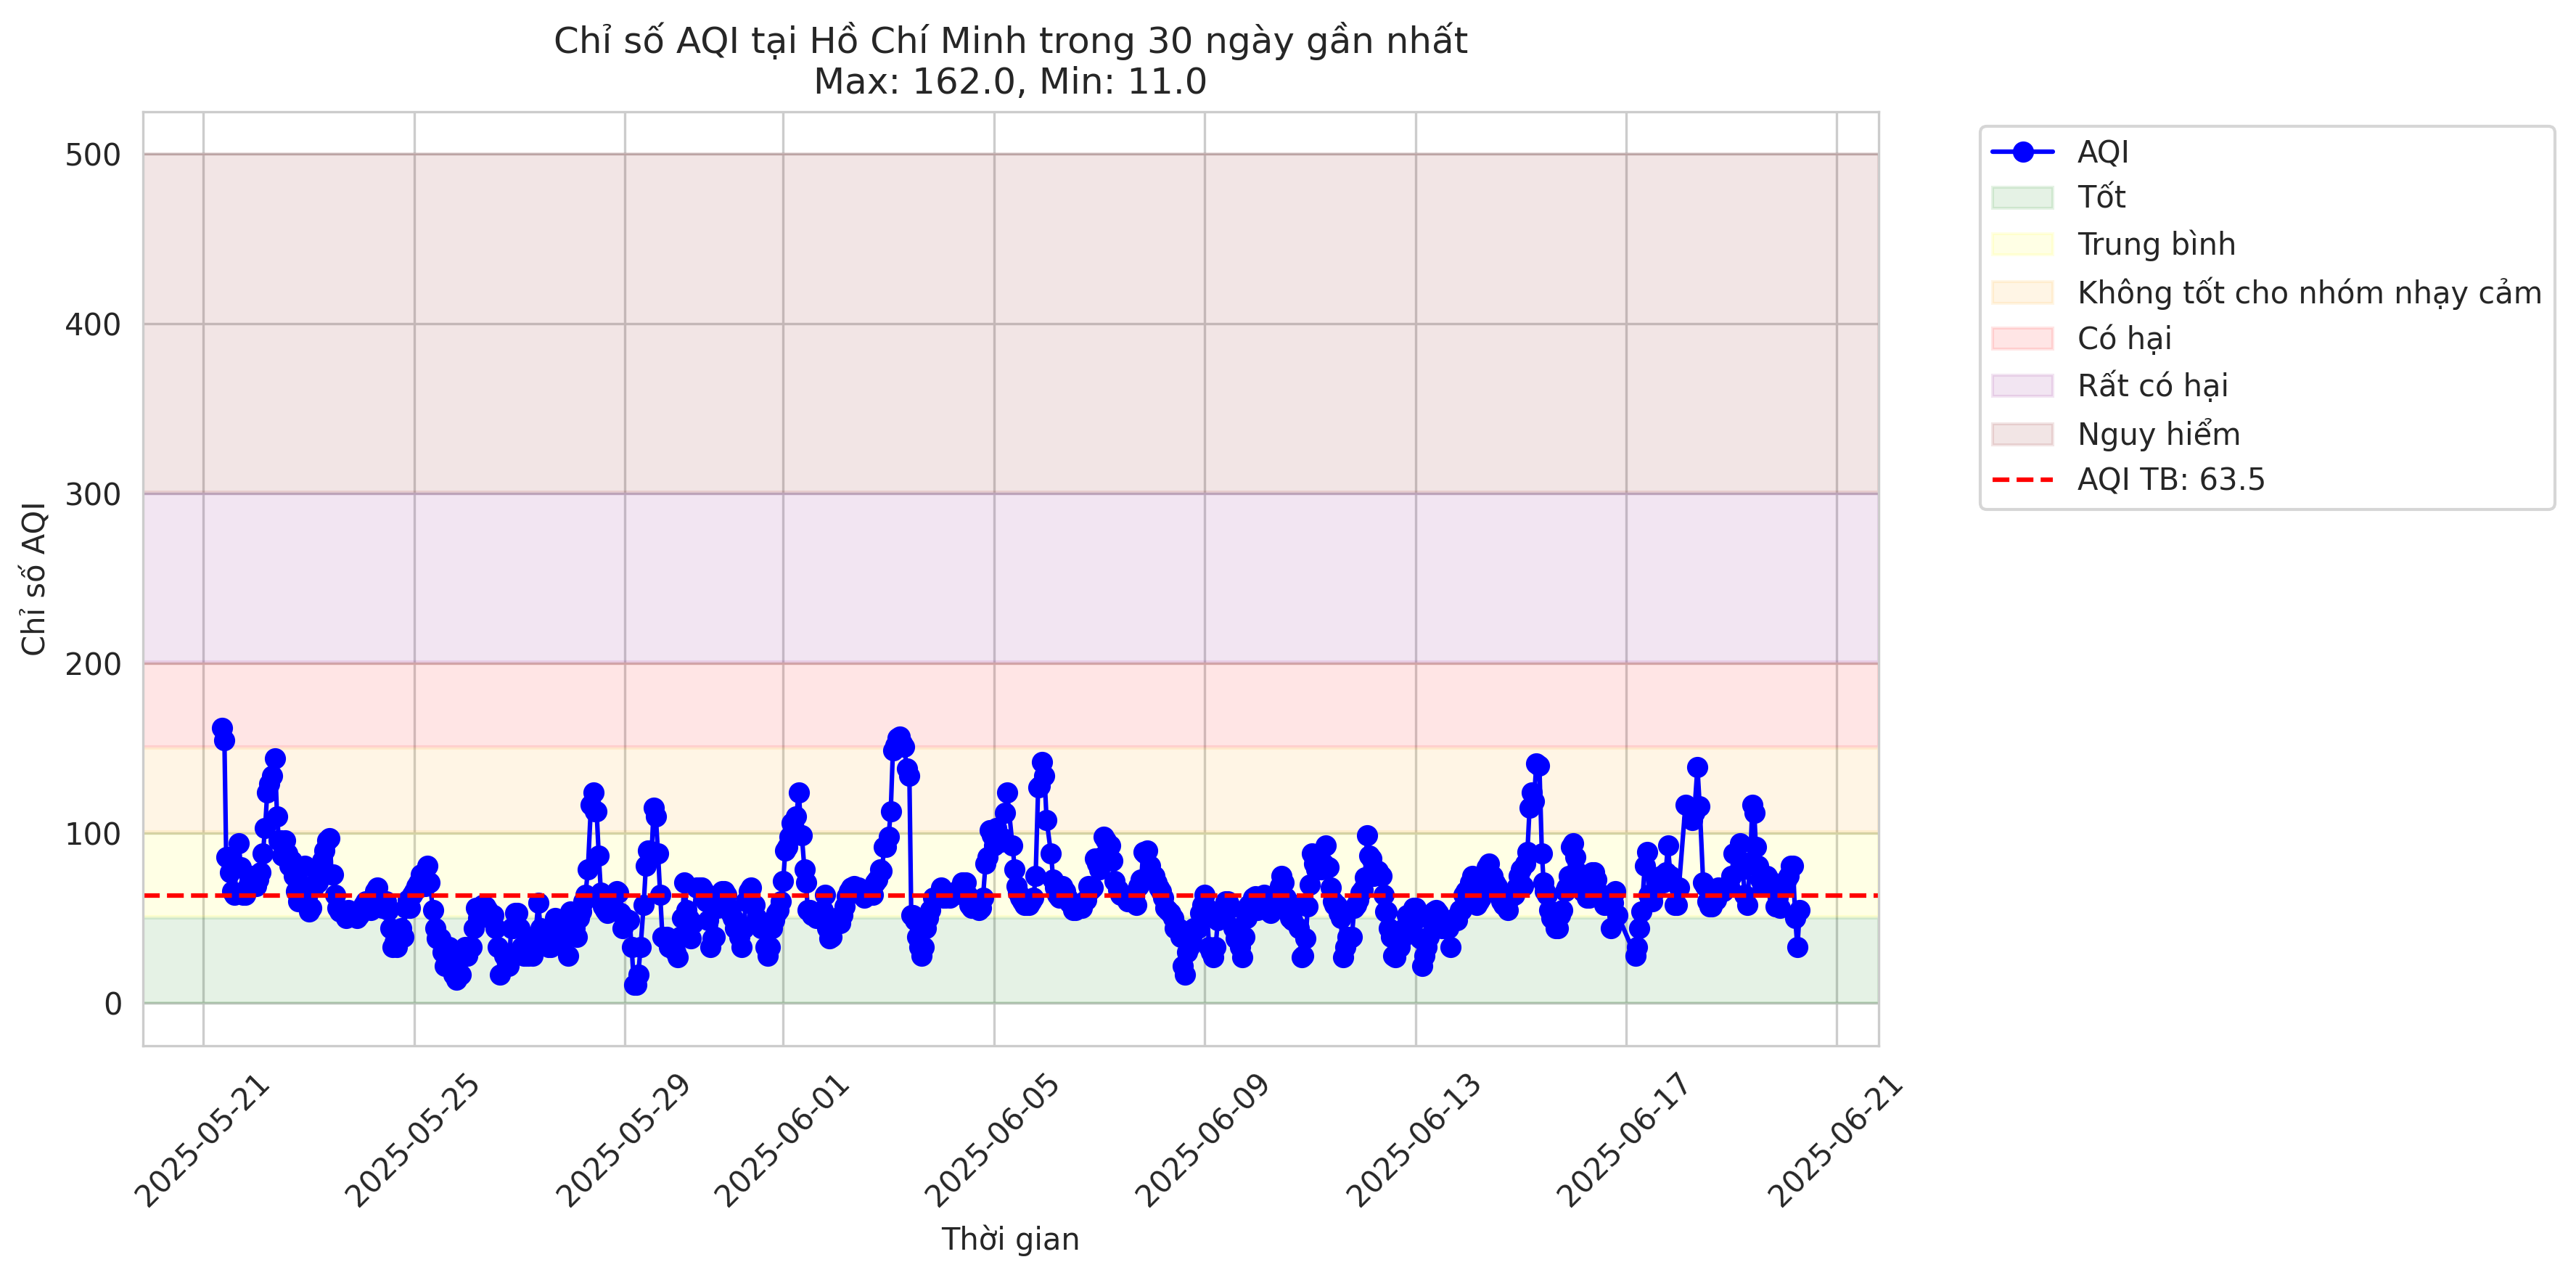 Chỉ số AQI tại Hồ Chí Minh trong 30 ngày gần nhất
Max: 162.0, Min: 11.0
Chỉ số AQI
500
400
300
200
100
0
2025-05-21
2025-05-25
2025-05-29
2025-06-01
2025-06-05
2025-06-09
2025-06-13
2025-06-17
2025-06-21
Thời gian
AQI
Tốt
Trung bình
Không tốt cho nhóm nhạy cảm
Có hại
Rất có hại
Nguy hiểm
AQI TB: 63.5